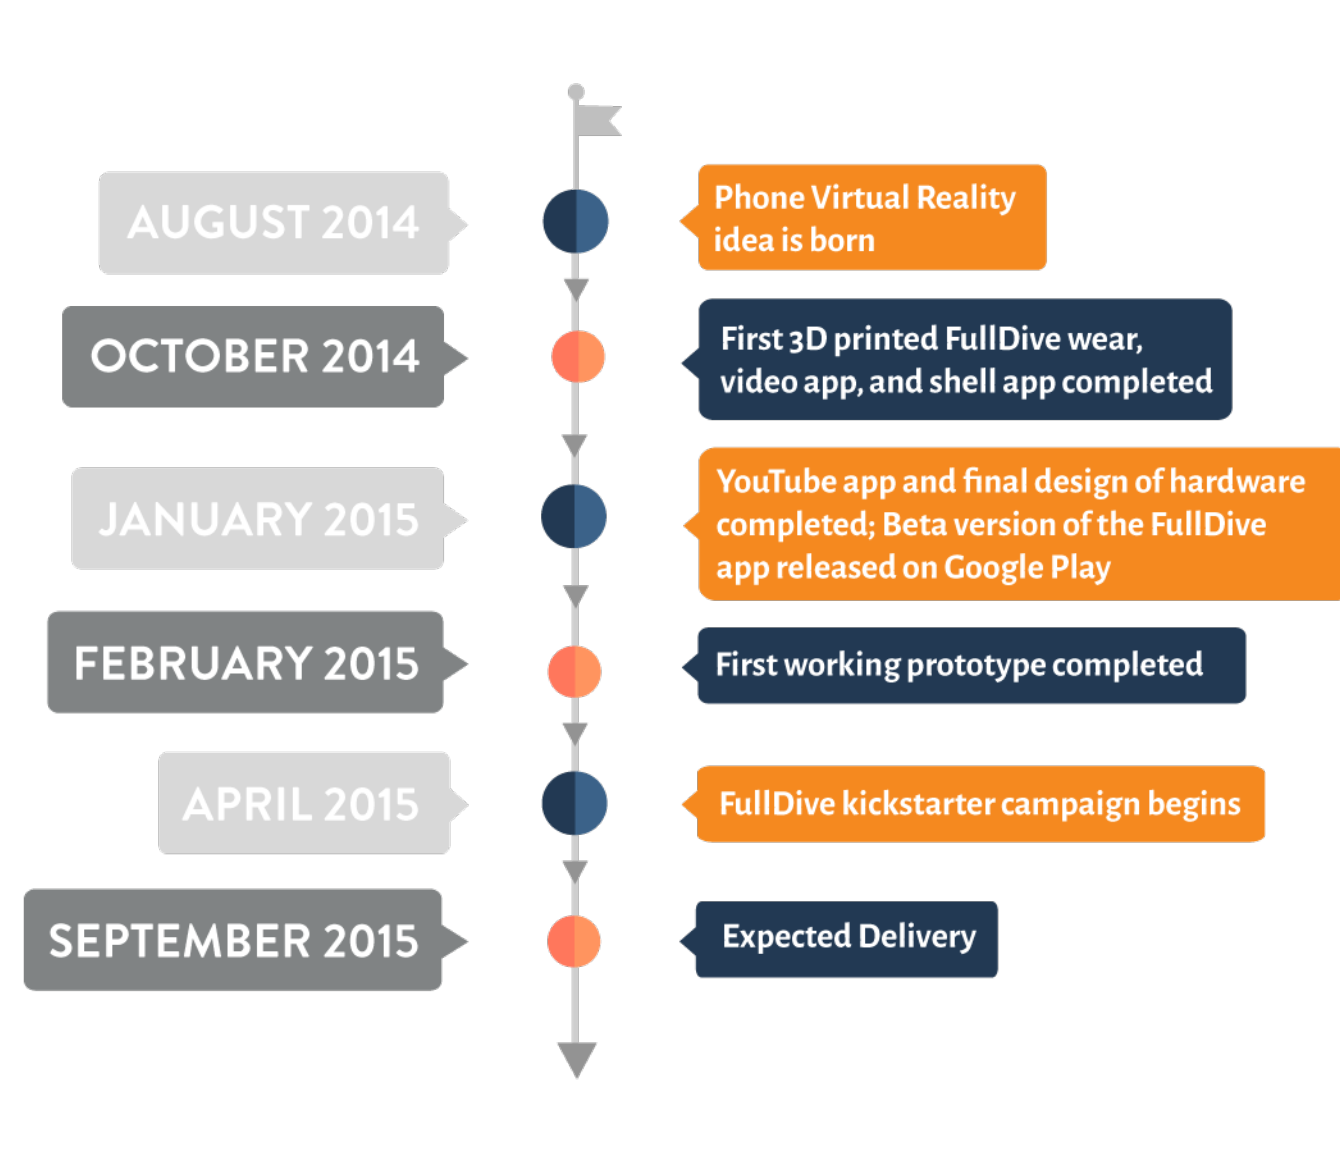 AUGUST 2014
Phone Virtual Reality
idea is born
OCTOBER 2014
First 3D printed FullDive wear,
video app, and shell app completed
JANUARY 2015
YouTube app and final design of hardware
completed; Beta version of the FullDive
app released on Google Play
FEBRUARY 2015
First working prototype completed
APRIL 2015
FullDive kickstarter campaign begins
SEPTEMBER 2015
Expected Delivery